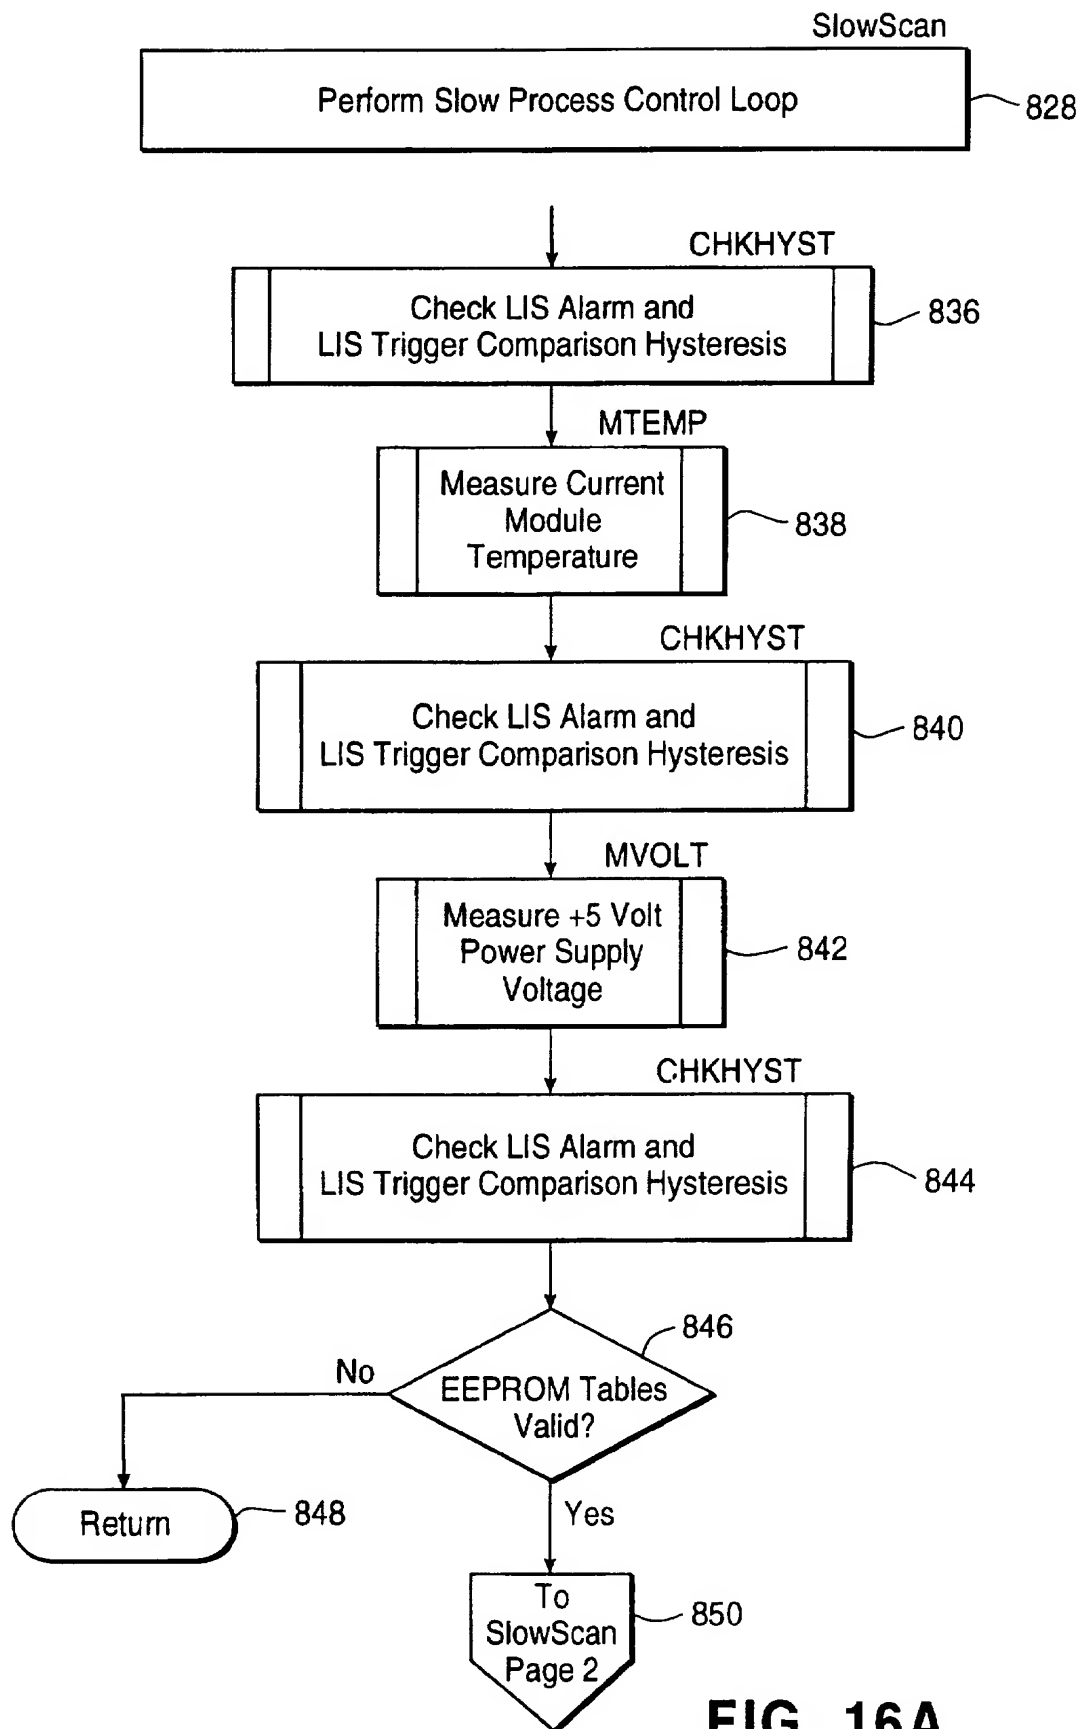 SlowScan
Perform Slow Process Control Loop
828
CHKHYST
Check LIS Alarm and
LIS Trigger Comparison Hysteresis
836
MTEMP
Measure Current
Module
Temperature
838
CHKHYST
Check LIS Alarm and
LIS Trigger Comparison Hysteresis
840
MVOLT
Measure +5 Volt
Power Supply
Voltage
842
CHKHYST
Check LIS Alarm and
LIS Trigger Comparison Hysteresis
844
846
No
EEPROM Tables
Valid?
Return
848
Yes
To
SlowScan
Page 2
850
FIG. 16A